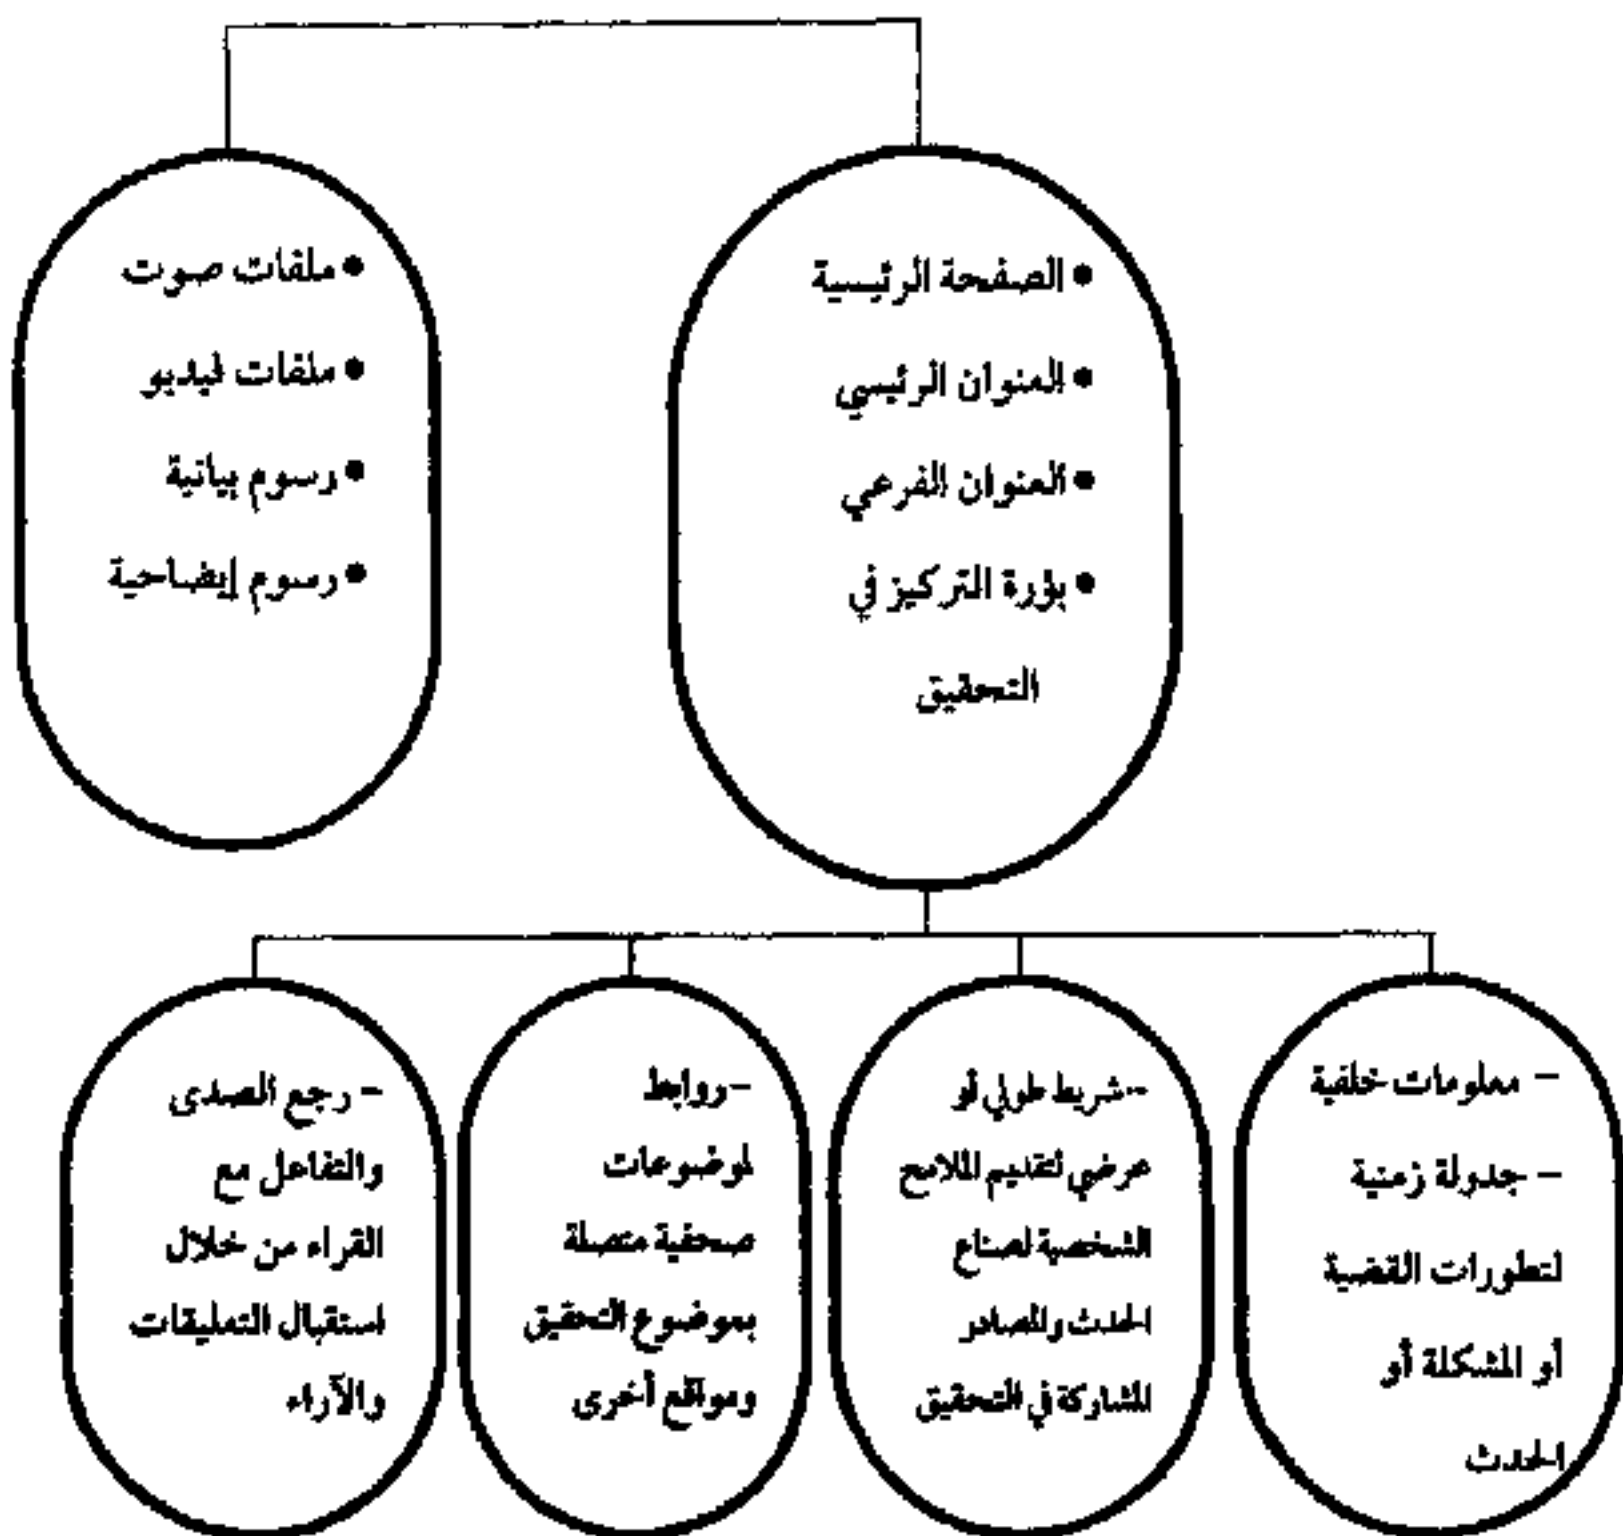 • الصفحة الرئيسية
• العنوان الرئيسي
• العنوان الفرعي
• بؤرة التركيز في
التحقيق
• ملفات صوت
• ملفات فيديو
• رسوم بيانية
• رسوم إيضاحية
– معلومات خلفية
– جدولة زمنية
لتطورات القضية
أو المشكلة أو
الحدث
– شريط طولي أو
عرضي لتقديم الملامح
الشخصية لصناع
الحدث والمصادر
المشاركة في التحقيق
– روابط
لموضوعات
صحفية متصلة
بموضوع التحقيق
ومواقع أخرى
– رجع الصدى
والتفاعل مع
القراء من خلال
استقبال التعليقات
والآراء